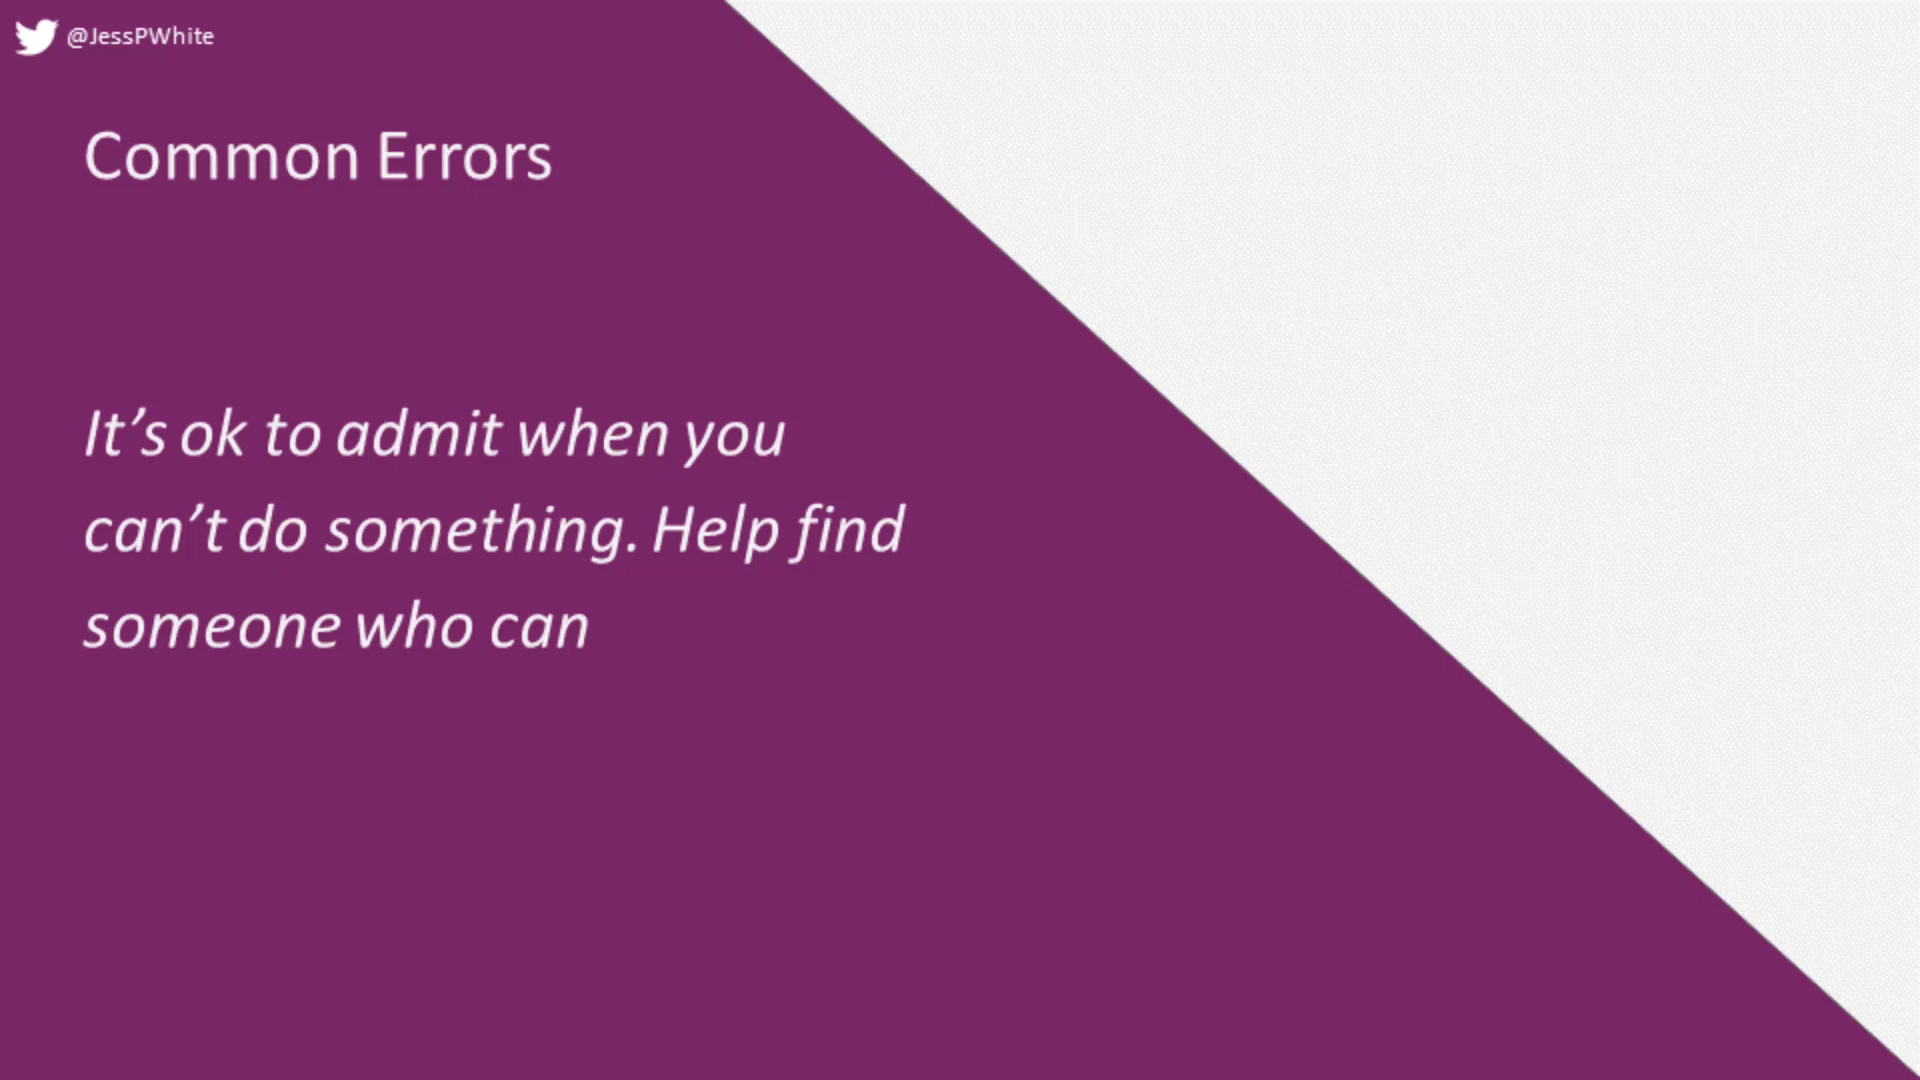 @JessPWhite
Common Errors
It’s ok to admit when you
can’t do something. Help find
someone who can